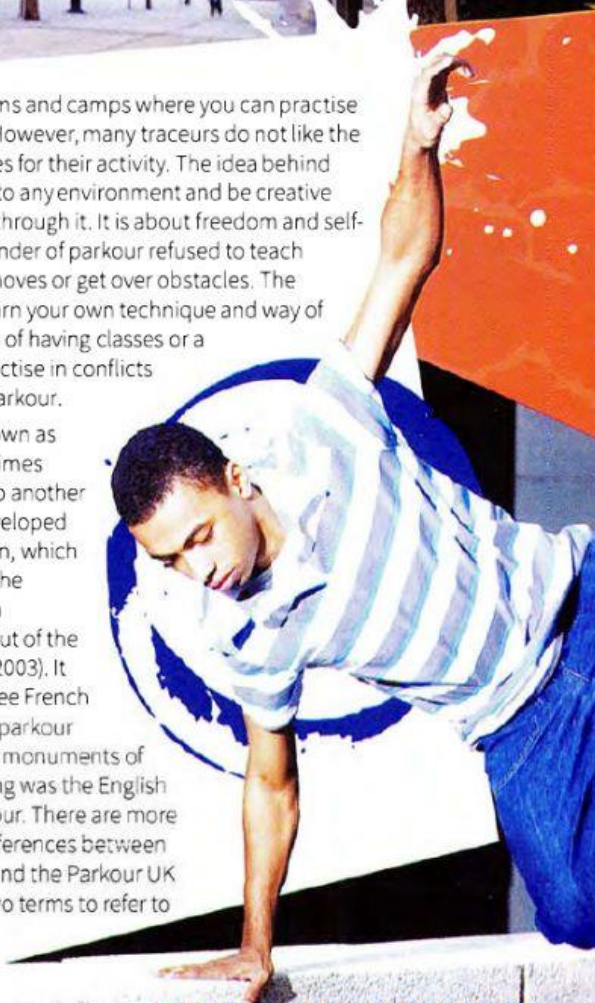 ns and camps where you can practise
However, many traceurs do not like the
es for their activity. The idea behind
to any environment and be creative
through it. It is about freedom and self-
nder of parkour refused to teach
moves or get over obstacles. The
arn your own technique and way of
of having classes or a
ctise in conflicts
arkour.
own as
times
o another
veloped
n, which
he
ut of the
2003). It
ee French
parkour
monuments of
ng was the English
our. There are more
ferences between
nd the Parkour UK
wo terms to refer to